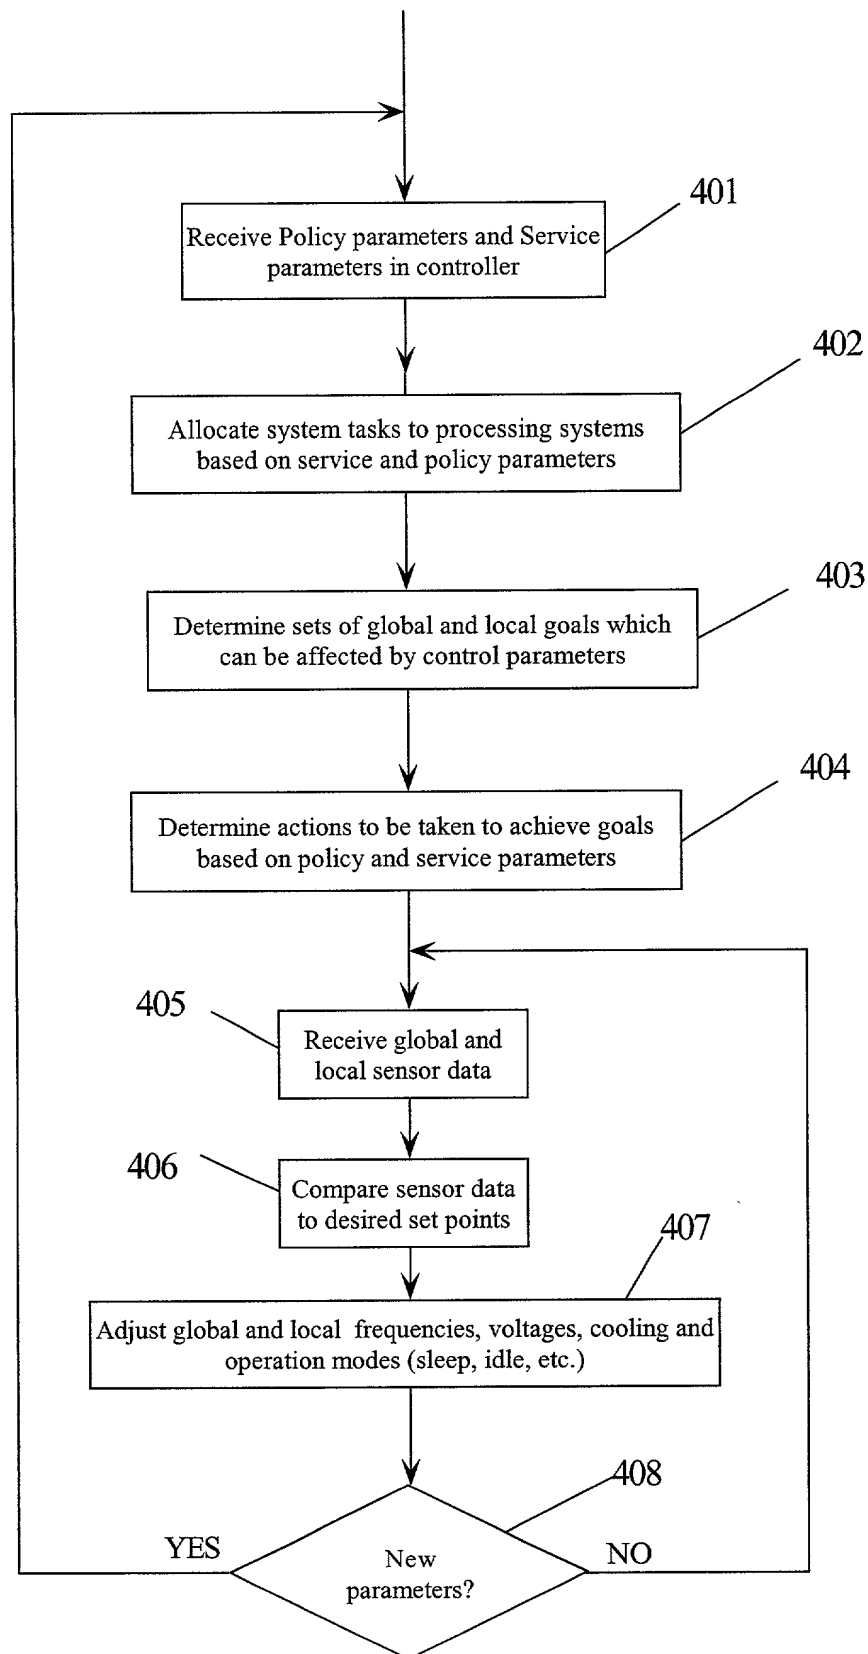 401
Receive Policy parameters and Service
parameters in controller
402
Allocate system tasks to processing systems
based on service and policy parameters
403
Determine sets of global and local goals which
can be affected by control parameters
404
Determine actions to be taken to achieve goals
based on policy and service parameters
405
Receive global and
local sensor data
406
Compare sensor data
to desired set points
407
Adjust global and local frequencies, voltages, cooling and
operation modes (sleep, idle, etc.)
408
YES
NO
New
parameters?